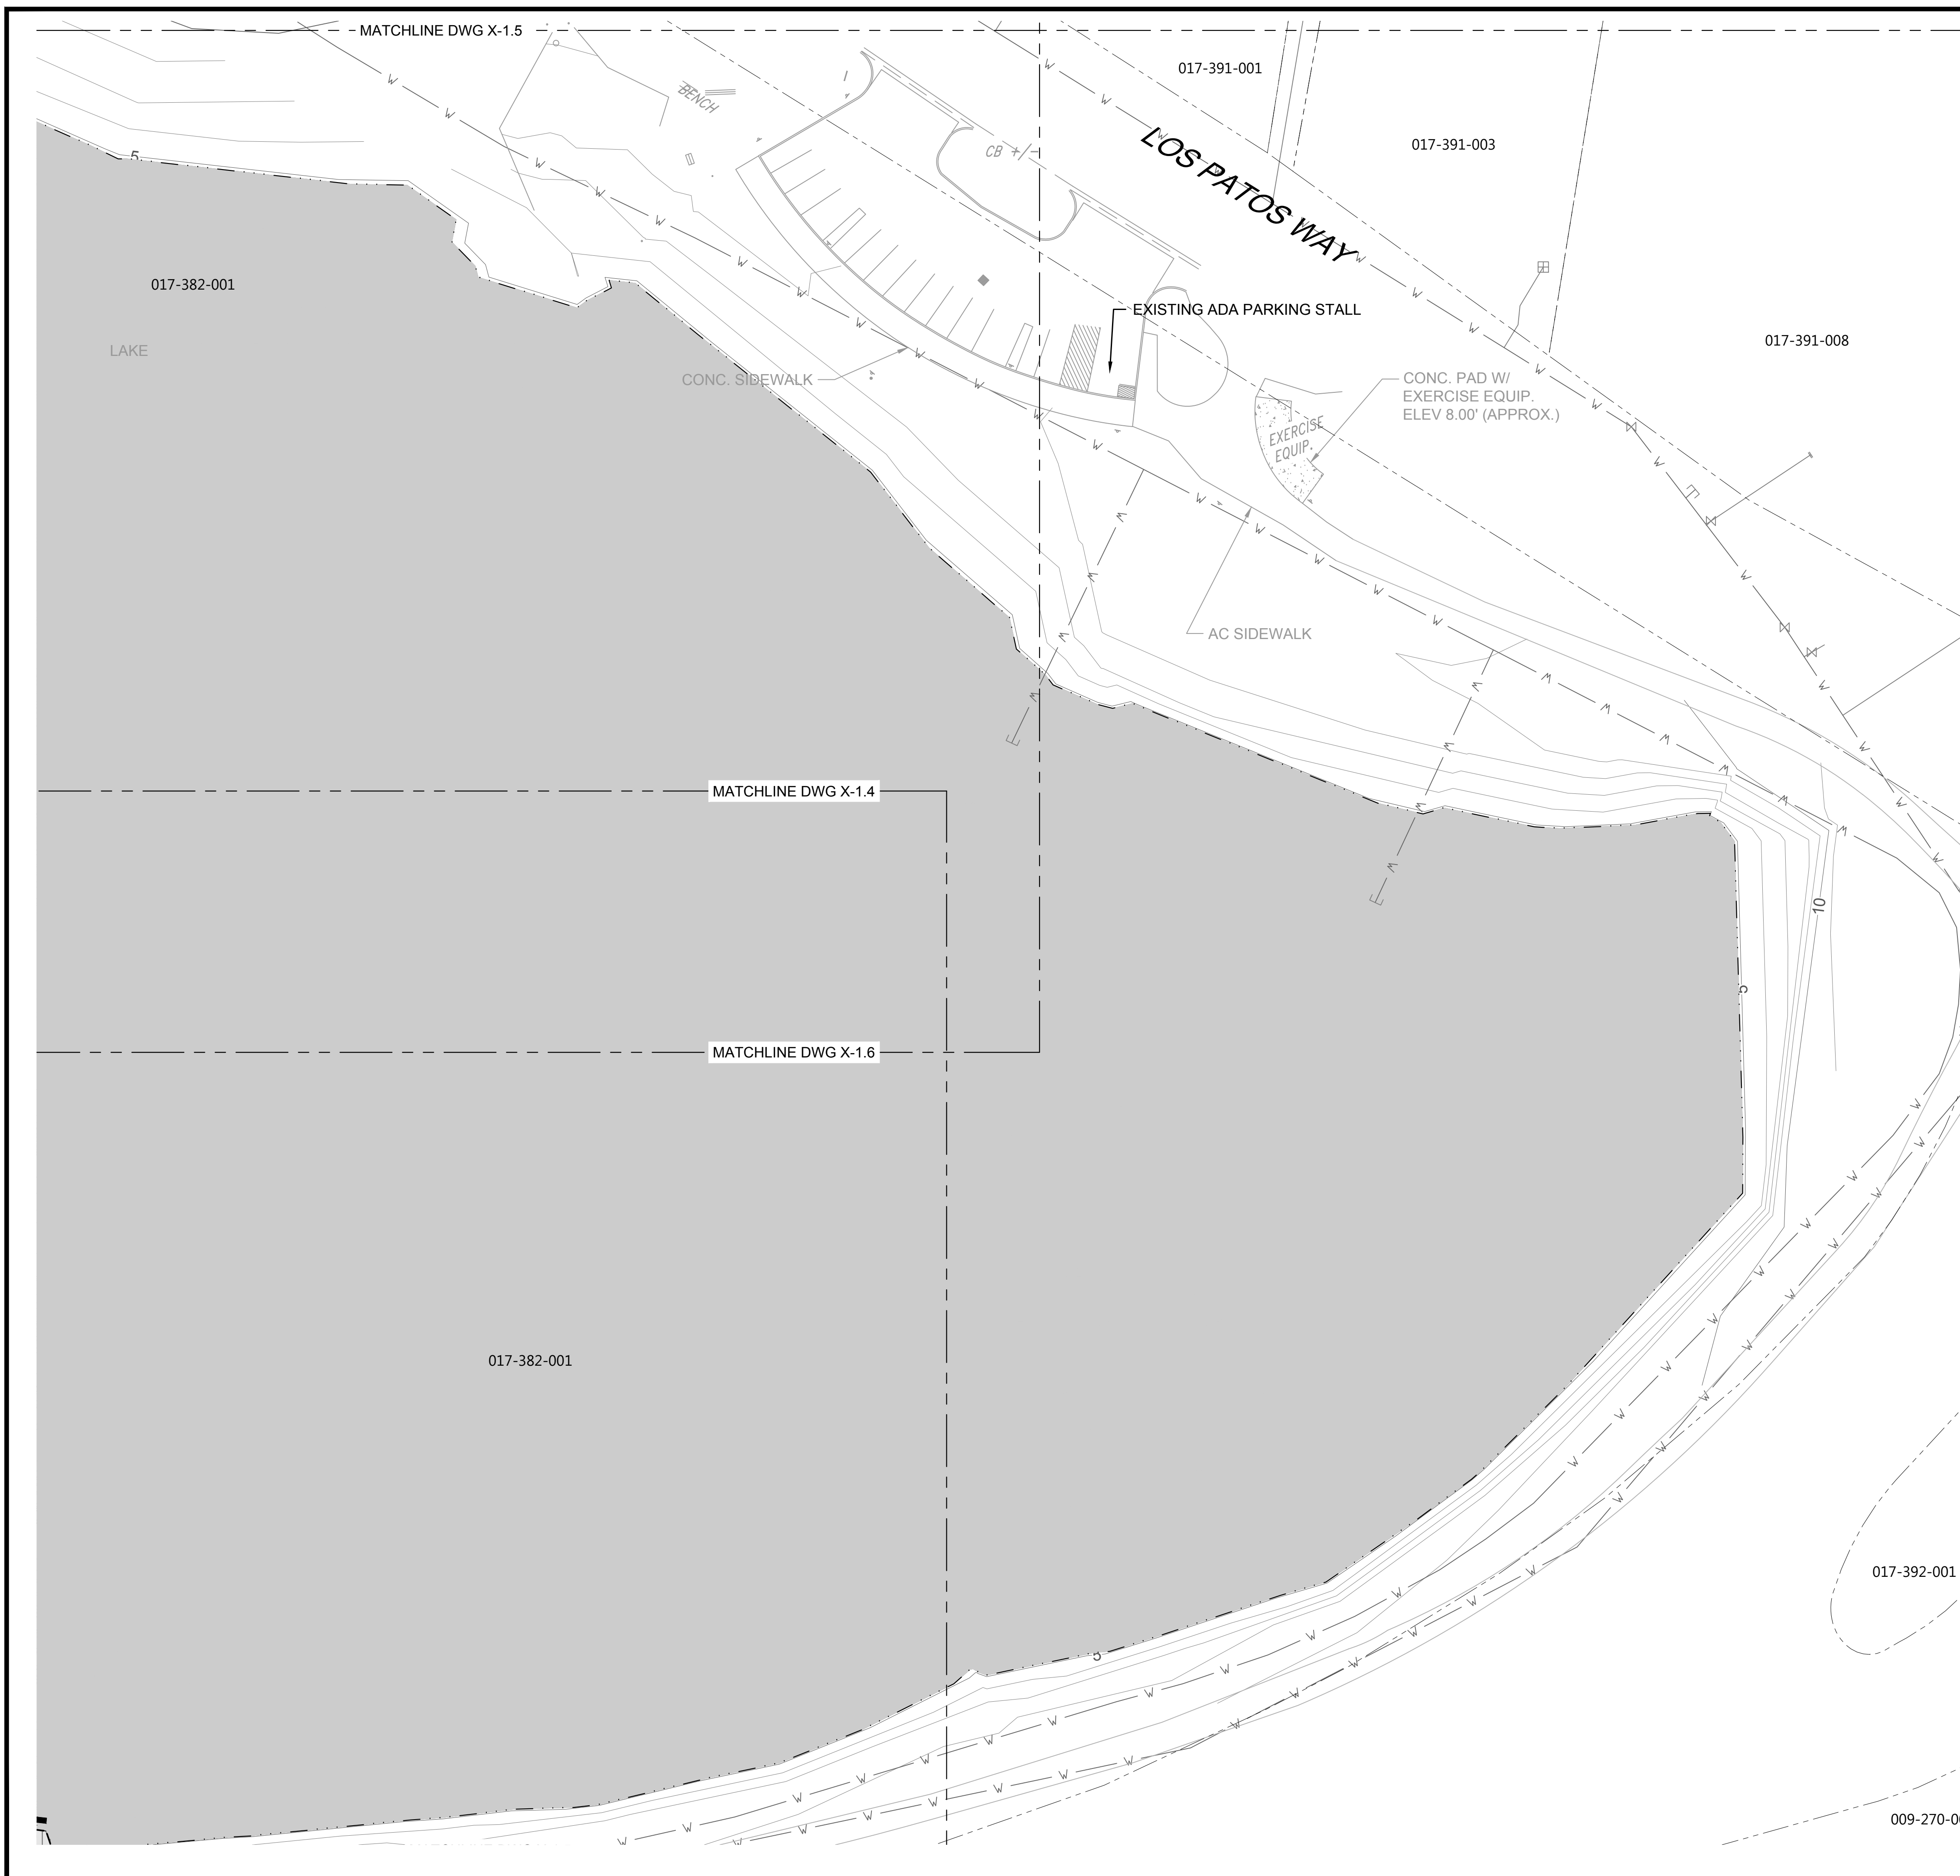 MATCHLINE DWG X-1.5
017-391-001
BENCH
017-391-003
CB +/-
LOS PATOS WAY
5
017-382-001
EXISTING ADA PARKING STALL
017-391-008
LAKE
CONC. SIDEWALK
CONC. PAD W/
EXERCISE EQUIP.
ELEV 8.00' (APPROX.)
EXERCISE
EQUIP.
AC SIDEWALK
MATCHLINE DWG X-1.4
10
5
MATCHLINE DWG X-1.6
017-382-001
017-392-001
5